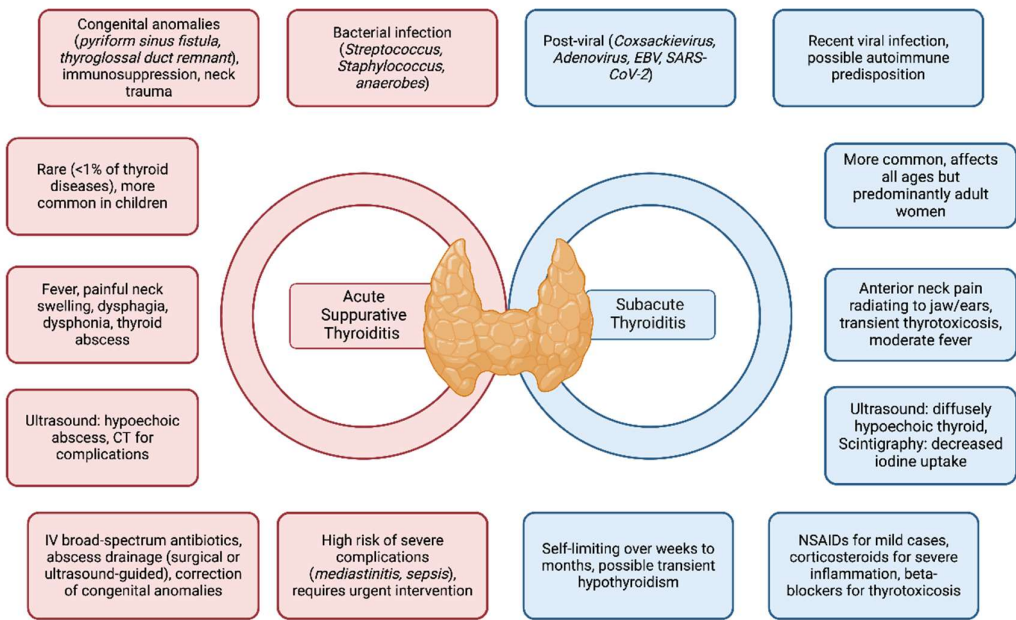 Congenital anomalies
(pyriform sinus fistula,
thyroglossal duct remnant),
immunosuppression, neck
trauma
Bacterial infection
(Streptococcus,
Staphylococcus,
anaerobes)
Post-viral (Coxsackievirus,
Adenovirus, EBV, SARS-
CoV-2)
Recent viral infection,
possible autoimmune
predisposition
Rare (<1% of thyroid
diseases), more
common in children
More common, affects
all ages but
predominantly adult
women
Fever, painful neck
swelling, dysphagia,
dysphonia, thyroid
abscess
Acute
Suppurative
Thyroiditis
Subacute
Thyroiditis
Anterior neck pain
radiating to jaw/ears,
transient thyrotoxicosis,
moderate fever
Ultrasound: hypoechoic
abscess, CT for
complications
Ultrasound: diffusely
hypoechoic thyroid,
Scintigraphy: decreased
iodine uptake
IV broad-spectrum antibiotics,
abscess drainage (surgical or
ultrasound-guided), correction
of congenital anomalies
High risk of severe
complications
(mediastinitis, sepsis),
requires urgent intervention
Self-limiting over weeks to
months, possible transient
hypothyroidism
NSAIDs for mild cases,
corticosteroids for severe
inflammation, beta-
blockers for thyrotoxicosis